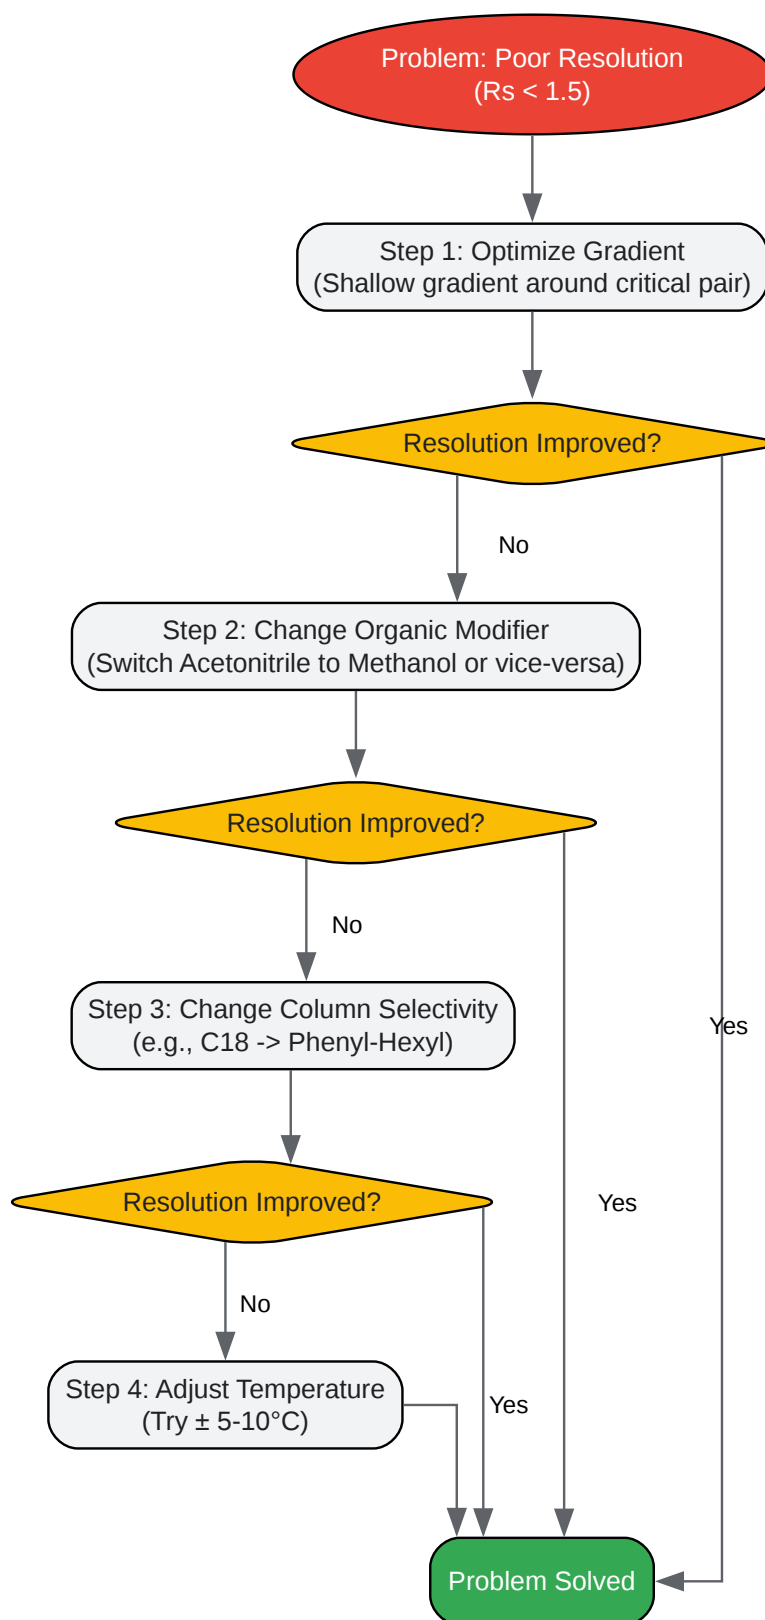 Problem: Poor Resolution
(Rs < 1.5)
Step 1: Optimize Gradient
(Shallow gradient around critical pair)
Resolution Improved?
No
Step 2: Change Organic Modifier
(Switch Acetonitrile to Methanol or vice-versa)
Resolution Improved?
No
Step 3: Change Column Selectivity
(e.g., C18 -> Phenyl-Hexyl)
Yes
Resolution Improved?
Yes
No
Step 4: Adjust Temperature
(Try ± 5-10°C)
Yes
Problem Solved